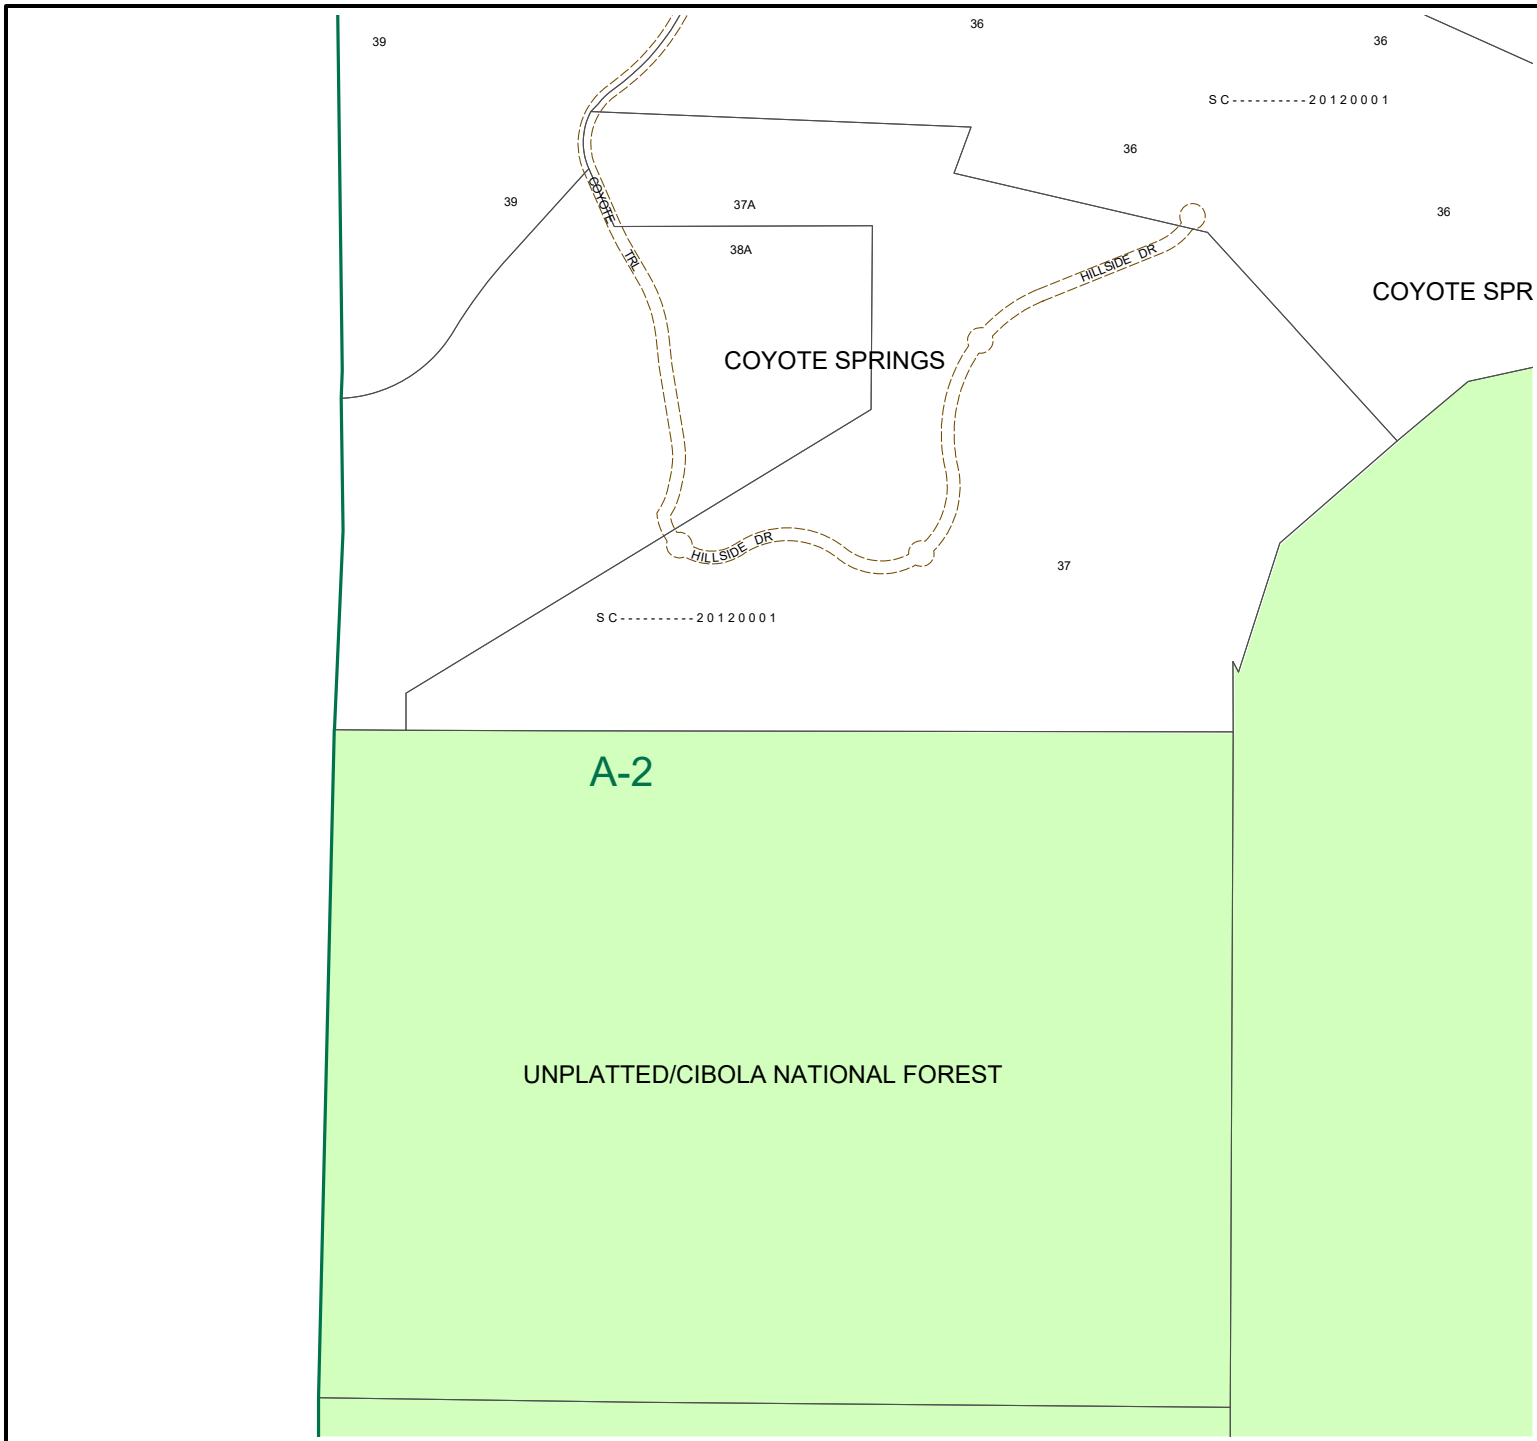 36
39
36
SC----------20120001
36
39
COYOTE TRL
37A
36
38A
HILLSIDE DR
COYOTE SPR
COYOTE SPRINGS
HILLSIDE DR
37
SC----------20120001
A-2
UNPLATTED/CIBOLA NATIONAL FOREST